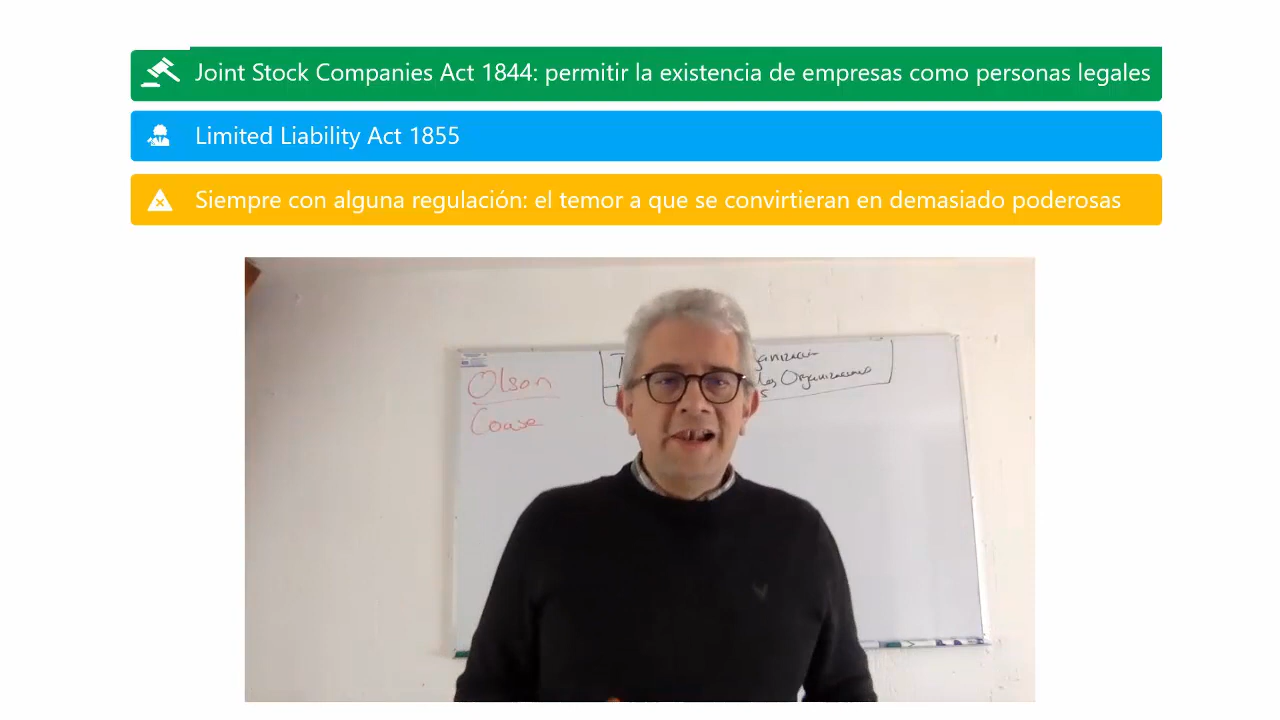 Joint Stock Companies Act 1844: permitir la existencia de empresas como personas legales
Limited Liability Act 1855
Siempre con alguna regulación: el temor a que se convirtieran en demasiado poderosas
Olson
Coase